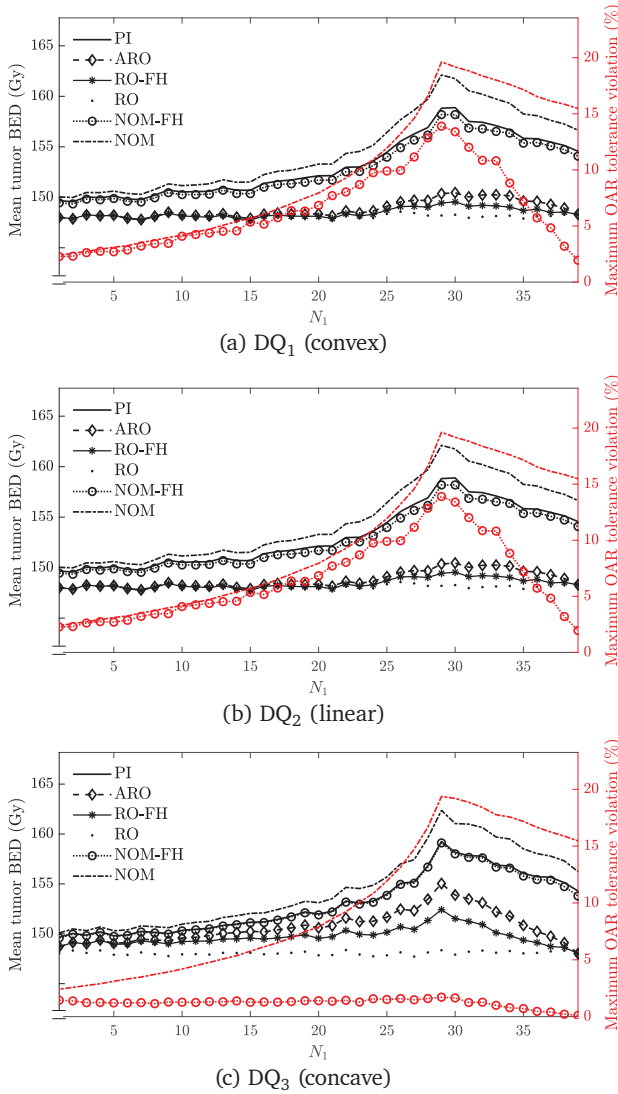 165
160
155
150
Mean tumor BED (Gy)
PI
ARO
RO-FH
RO
NOM-FH
NOM
20
15
10
5
0
Maximum OAR tolerance violation (%)
5 10 15 20 25 30 35
N₁
(a) DQ₁ (convex)
165
160
155
150
Mean tumor BED (Gy)
PI
ARO
RO-FH
RO
NOM-FH
NOM
20
15
10
5
0
Maximum OAR tolerance violation (%)
5 10 15 20 25 30 35
N₁
(b) DQ₂ (linear)
165
160
155
150
Mean tumor BED (Gy)
PI
ARO
RO-FH
RO
NOM-FH
NOM
20
15
10
5
0
Maximum OAR tolerance violation (%)
5 10 15 20 25 30 35
N₁
(c) DQ₃ (concave)